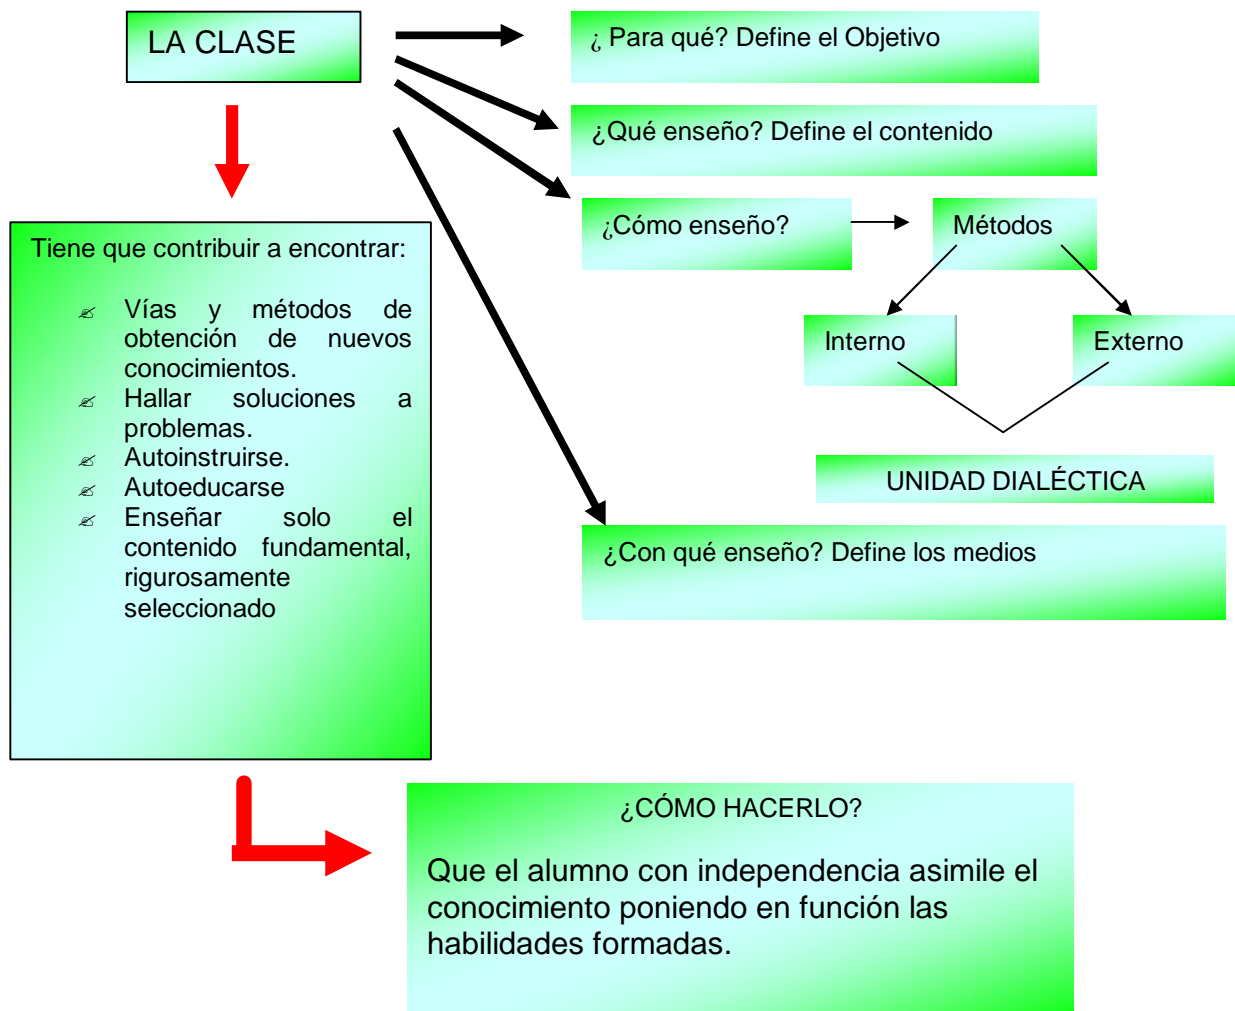 LA CLASE
¿ Para qué? Define el Objetivo
¿Qué enseño? Define el contenido
¿Cómo enseño?
Métodos
Interno
Externo
UNIDAD DIALÉCTICA
¿Con qué enseño? Define los medios
Tiene que contribuir a encontrar:
Vías y métodos de
obtención de nuevos
conocimientos.
Hallar soluciones a
problemas.
Autoinstruirse.
Autoeducarse
Enseñar solo el
contenido fundamental,
rigurosamente
seleccionado
¿CÓMO HACERLO?
Que el alumno con independencia asimile el
conocimiento poniendo en función las
habilidades formadas.